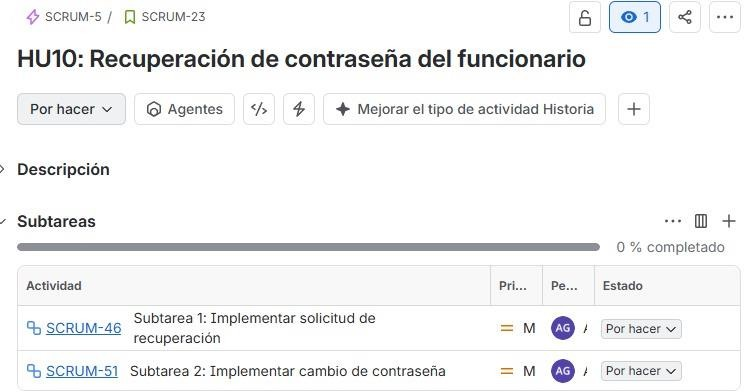 SCRUM-5 / SCRUM-23
1
HU10: Recuperación de contraseña del funcionario
Por hacer
Agentes
</>
Mejorar el tipo de actividad Historia
Descripción
Subtareas
0 % completado
Actividad Pri... Pe... Estado
SCRUM-46 Subtarea 1: Implementar solicitud de
recuperación
M AG Por hacer
SCRUM-51 Subtarea 2: Implementar cambio de contraseña M AG Por hacer